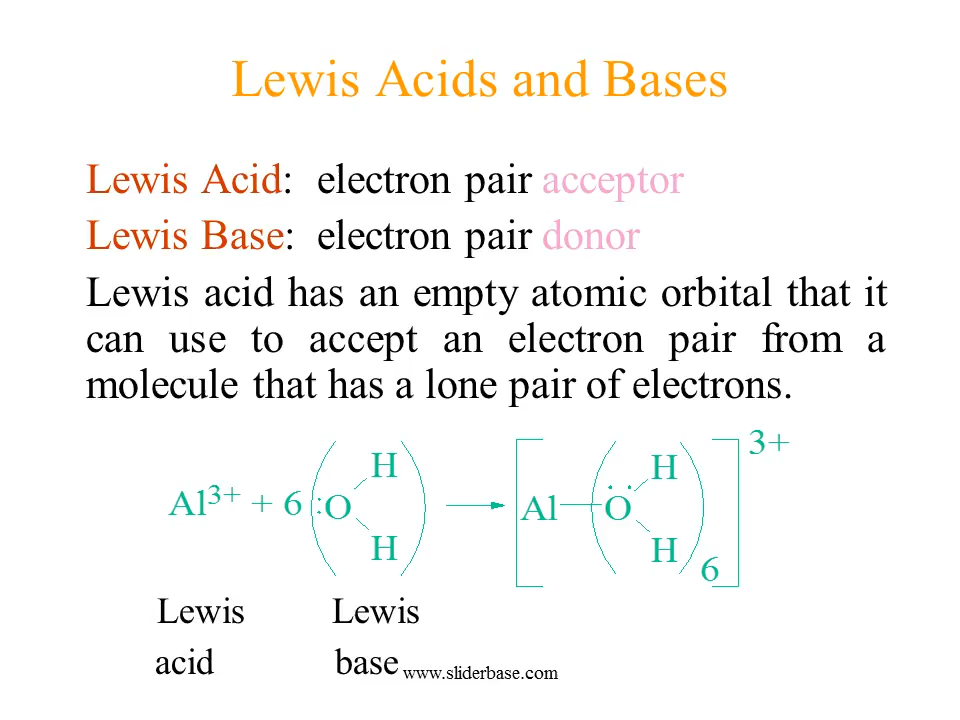 Lewis Acids and Bases
Lewis Acid: electron pair acceptor
Lewis Base: electron pair donor
Lewis acid has an empty atomic orbital that it
can use to accept an electron pair from a
molecule that has a lone pair of electrons.
3+
H H
Al3+ + 6 :O Al O
H H
6
Lewis Lewis
acid base
www.sliderbase.com